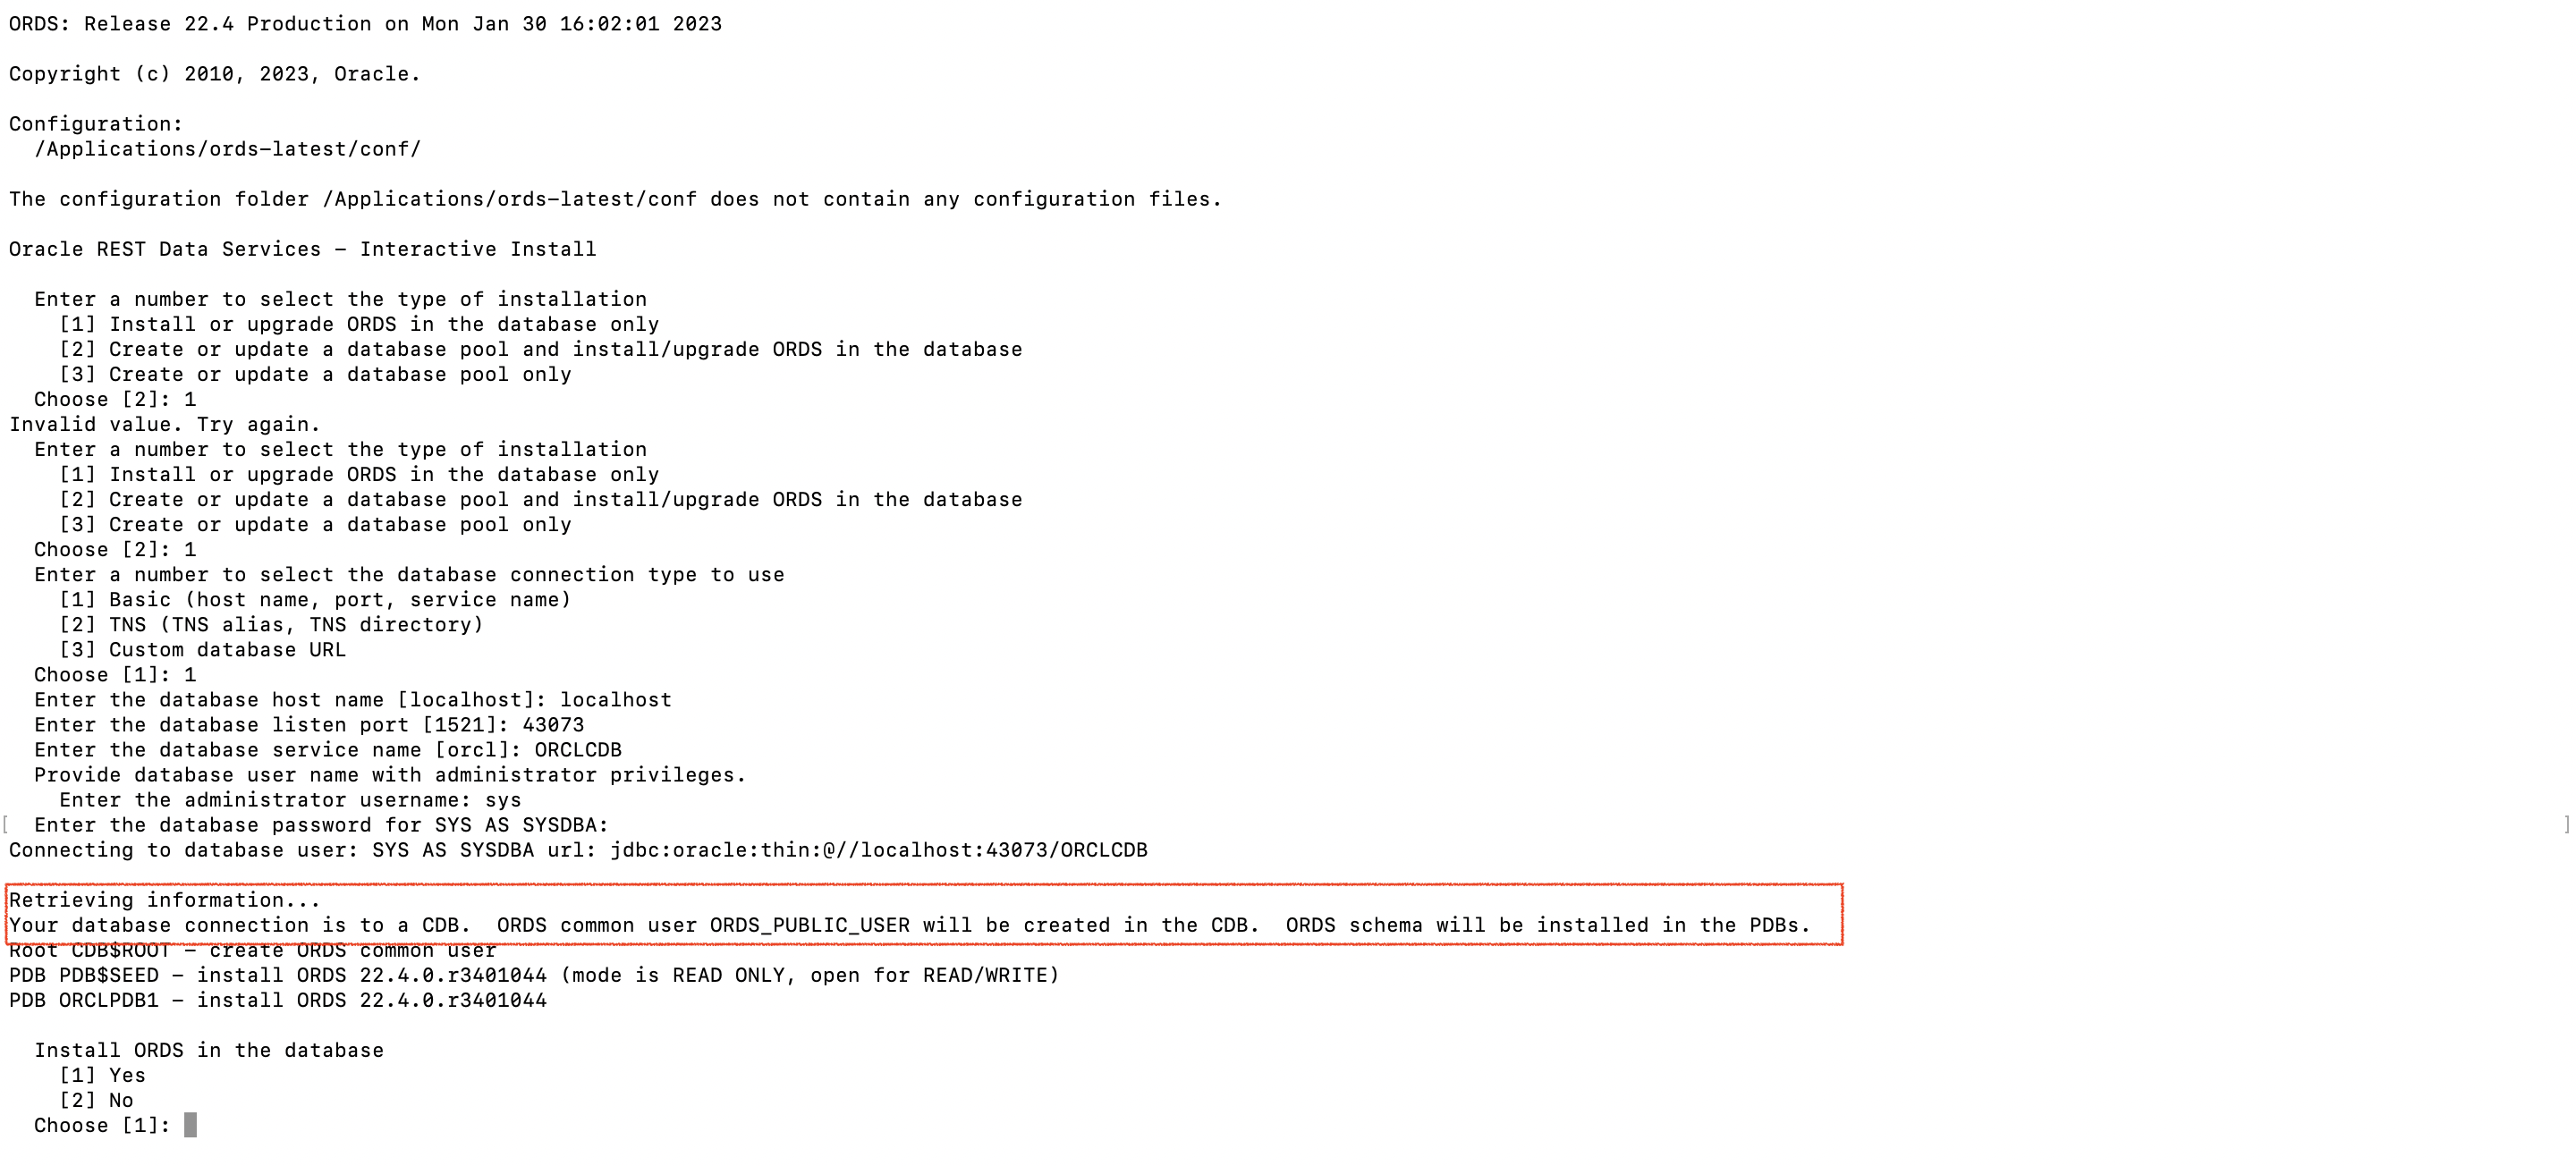 ORDS: Release 22.4 Production on Mon Jan 30 16:02:01 2023
Copyright (c) 2010, 2023, Oracle.
Configuration:
/Applications/ords-latest/conf/
The configuration folder /Applications/ords-latest/conf does not contain any configuration files.
Oracle REST Data Services - Interactive Install
Enter a number to select the type of installation
[1] Install or upgrade ORDS in the database only
[2] Create or update a database pool and install/upgrade ORDS in the database
[3] Create or update a database pool only
Choose [2]: 1
Invalid value. Try again.
Enter a number to select the type of installation
[1] Install or upgrade ORDS in the database only
[2] Create or update a database pool and install/upgrade ORDS in the database
[3] Create or update a database pool only
Choose [2]: 1
Enter a number to select the database connection type to use
[1] Basic (host name, port, service name)
[2] TNS (TNS alias, TNS directory)
[3] Custom database URL
Choose [1]: 1
Enter the database host name [localhost]: localhost
Enter the database listen port [1521]: 43073
Enter the database service name [orcl]: ORCLCDB
Provide database user name with administrator privileges.
Enter the administrator username: sys
[ Enter the database password for SYS AS SYSDBA: ]
Connecting to database user: SYS AS SYSDBA url: jdbc:oracle:thin:@//localhost:43073/ORCLCDB
Retrieving information...
Your database connection is to a CDB.  ORDS common user ORDS_PUBLIC_USER will be created in the CDB.  ORDS schema will be installed in the PDBs.
Root CDB$ROOT - create ORDS common user
PDB PDB$SEED - install ORDS 22.4.0.r3401044 (mode is READ ONLY, open for READ/WRITE)
PDB ORCLPDB1 - install ORDS 22.4.0.r3401044
Install ORDS in the database
[1] Yes
[2] No
Choose [1]: